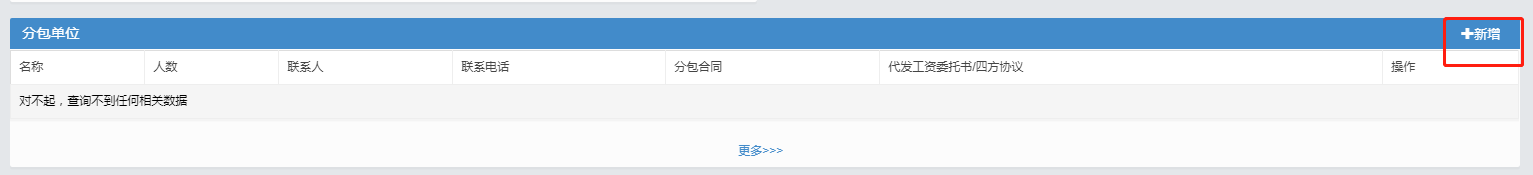 分包单位 ✚新增
名称 人数 联系人 联系电话 分包合同 代发工资委托书/四方协议 操作
对不起，查询不到任何相关数据
更多>>>